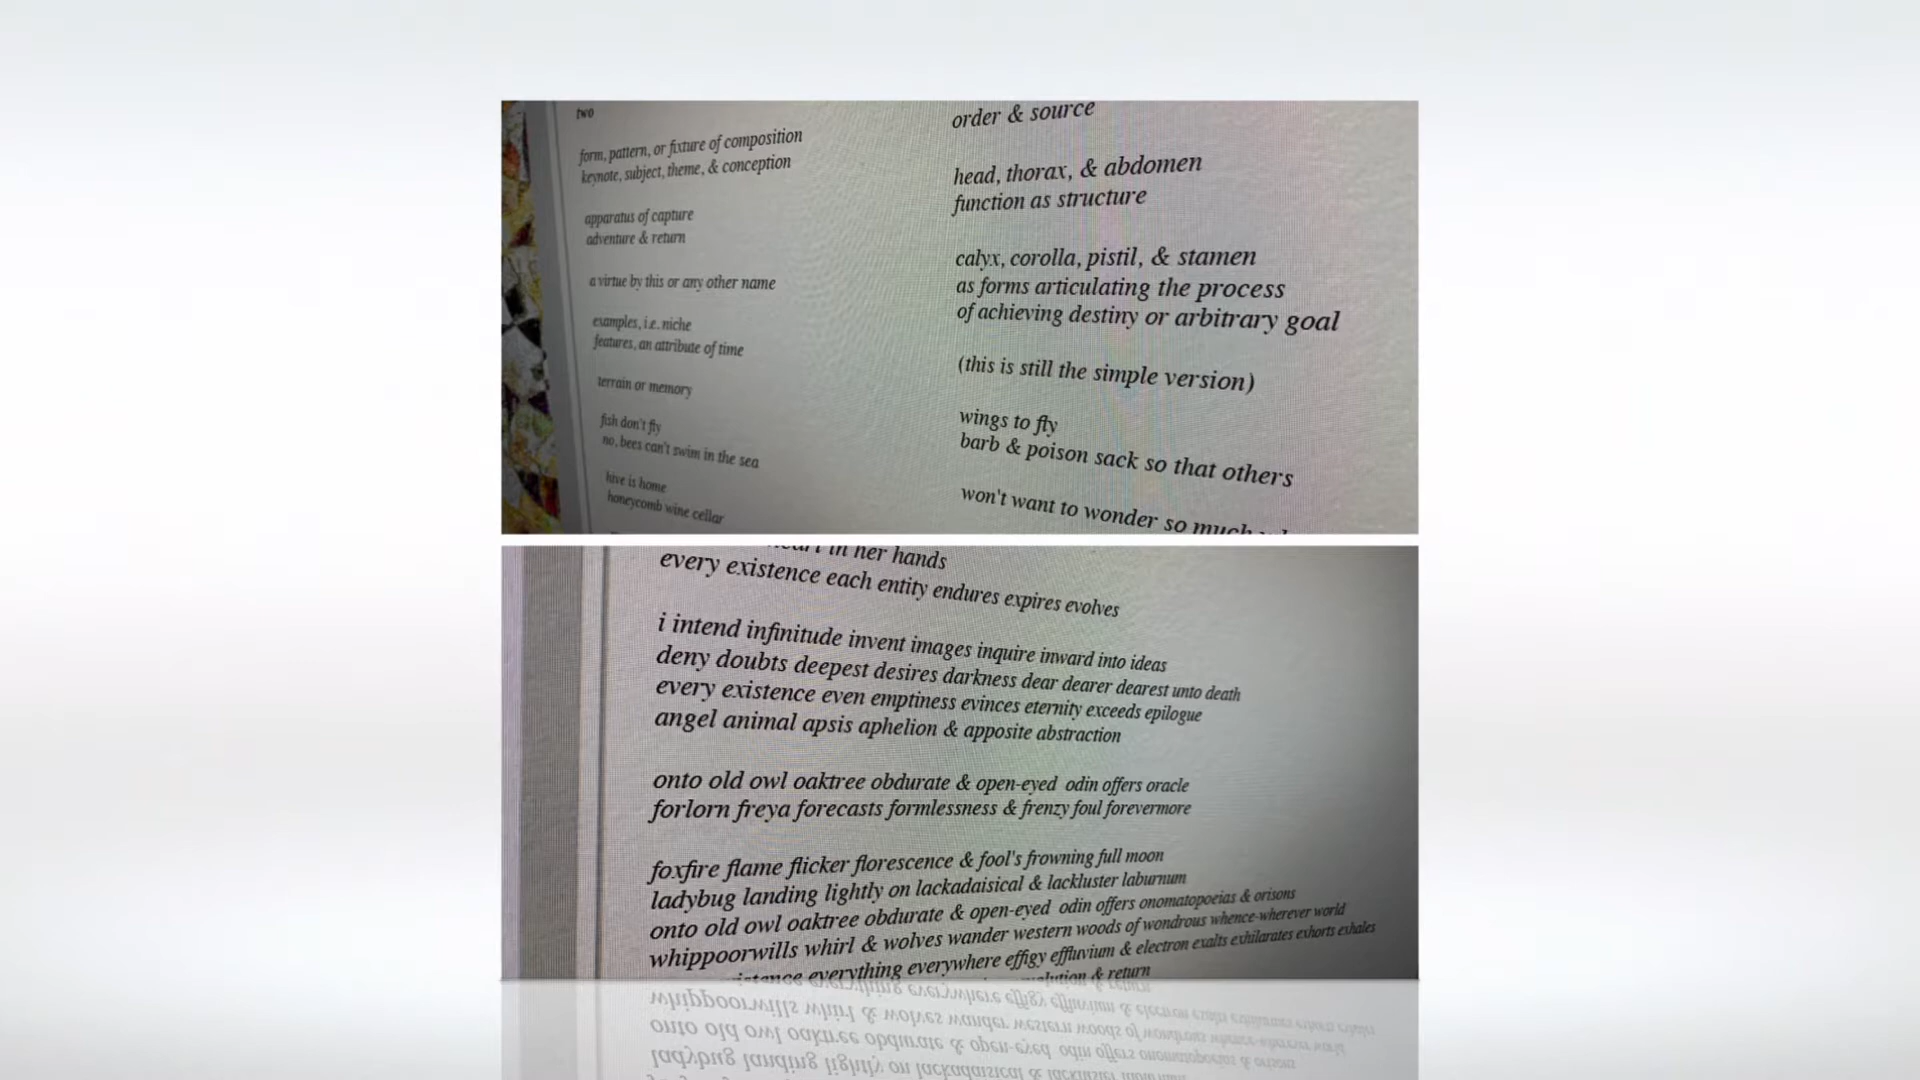 two
form, pattern, or fixture of composition
keynote, subject, theme, & conception
apparatus of capture
adventure & return
a virtue by this or any other name
examples, i.e. niche
features, an attribute of time
terrain or memory
fish don't fly
no, bees can't swim in the sea
hive is home
honeycomb wine cellar
order & source
head, thorax, & abdomen
function as structure
calyx, corolla, pistil, & stamen
as forms articulating the process
of achieving destiny or arbitrary goal
(this is still the simple version)
wings to fly
barb & poison sack so that others
won't want to wonder so much
in her hands
every existence each entity endures expires evolves
i intend infinitude invent images inquire inward into ideas
deny doubts deepest desires darkness dear dearer dearest unto death
every existence even emptiness evinces eternity exceeds epilogue
angel animal apsis aphelion & apposite abstraction
onto old owl oaktree obdurate & open-eyed odin offers oracle
forlorn freya forecasts formlessness & frenzy foul forevermore
foxfire flame flicker florescence & fool's frowning full moon
ladybug landing lightly on lackadaisical & lackluster laburnum
onto old owl oaktree obdurate & open-eyed odin offers onomatopoeias & orisons
whippoorwills whirl & wolves wander western woods of wondrous whence-wherever world
everything everywhere effigy effluvium & electron exalts exhilarates exhorts exhales
& return